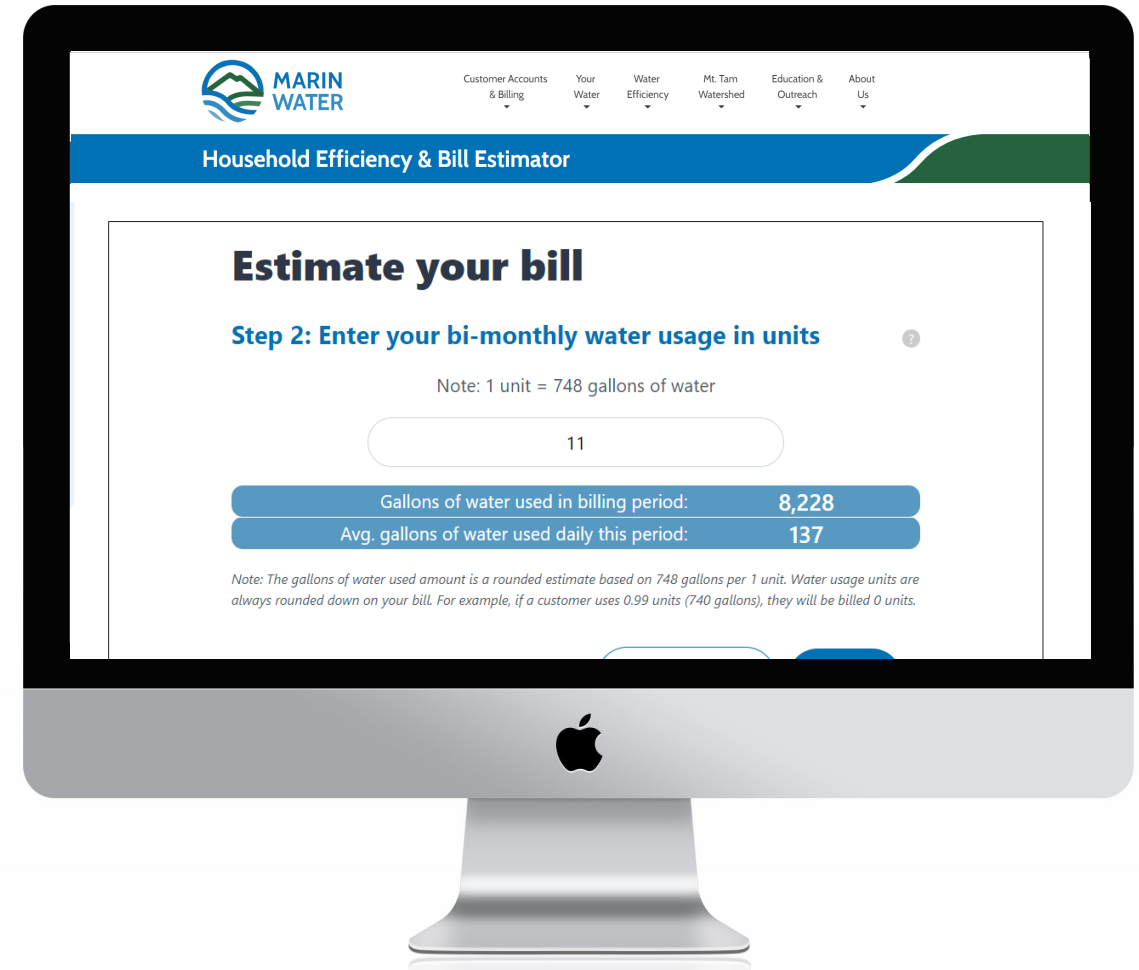 MARIN
WATER
Customer Accounts
& Billing
Your
Water
Water
Efficiency
Mt. Tam
Watershed
Education &
Outreach
About
Us
Household Efficiency & Bill Estimator
Estimate your bill
Step 2: Enter your bi-monthly water usage in units
?
Note: 1 unit = 748 gallons of water
11
Gallons of water used in billing period: 8,228
Avg. gallons of water used daily this period: 137
Note: The gallons of water used amount is a rounded estimate based on 748 gallons per 1 unit. Water usage units are
always rounded down on your bill. For example, if a customer uses 0.99 units (740 gallons), they will be billed 0 units.